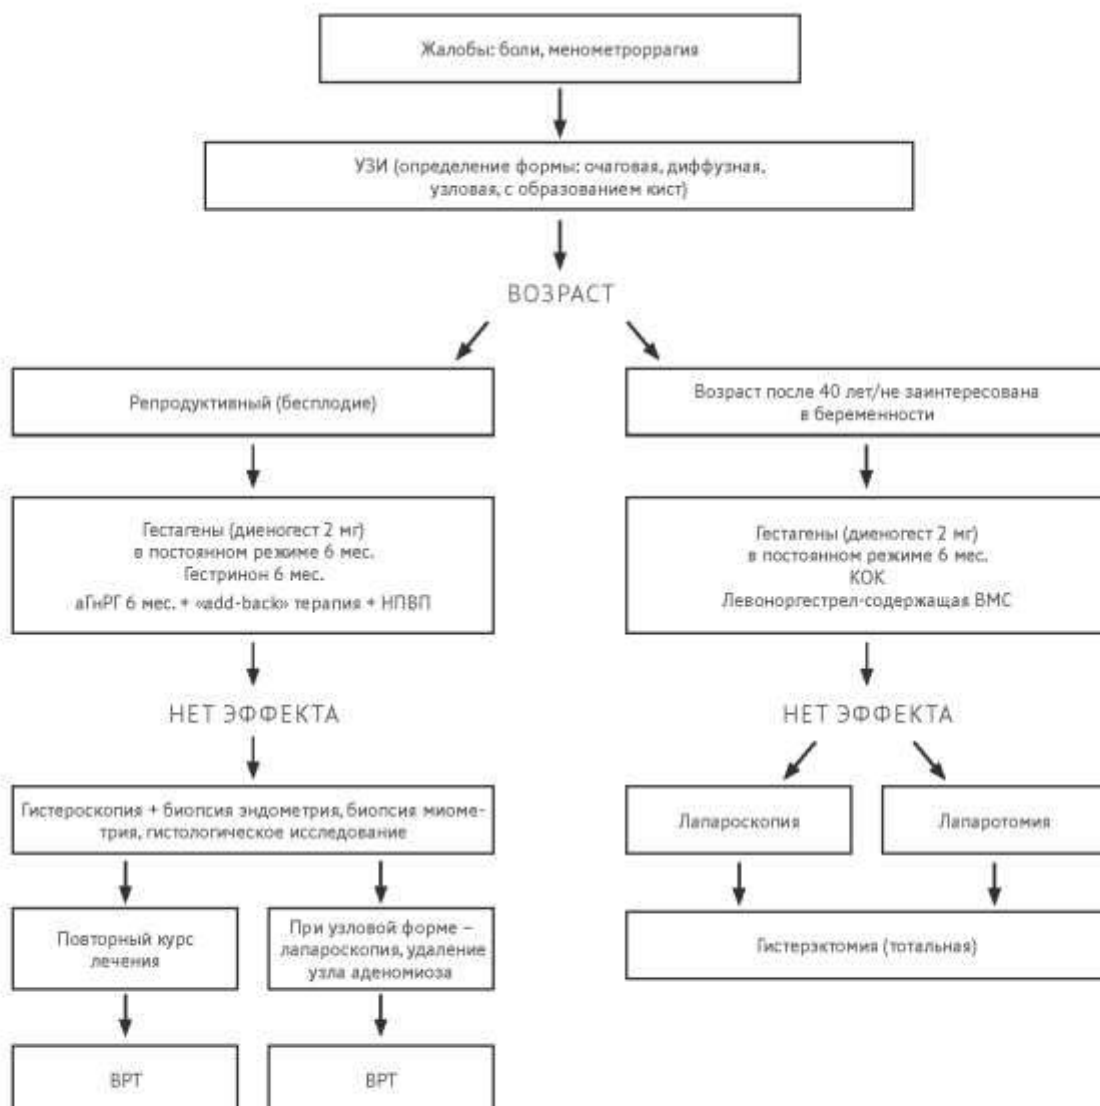 Жалобы: боли, менометроррагия
УЗИ (определение формы: очаговая, диффузная,
узловая, с образованием кист)
ВОЗРАСТ
Репродуктивный (бесплодие)
Возраст после 40 лет/не заинтересована
в беременности
Гестагены (диеногест 2 мг)
в постоянном режиме 6 мес.
Гестринон 6 мес.
аГнРГ 6 мес. + «add-back» терапия + НПВП
Гестагены (диеногест 2 мг)
в постоянном режиме 6 мес.
КОК
Левоноргестрел-содержащая ВМС
НЕТ ЭФФЕКТА
НЕТ ЭФФЕКТА
Гистероскопия + биопсия эндометрия, биопсия миоме-
трия, гистологическое исследование
Лапароскопия
Лапаротомия
Повторный курс
лечения
При узловой форме –
лапароскопия, удаление
узла аденомиоза
Гистерэктомия (тотальная)
ВРТ
ВРТ